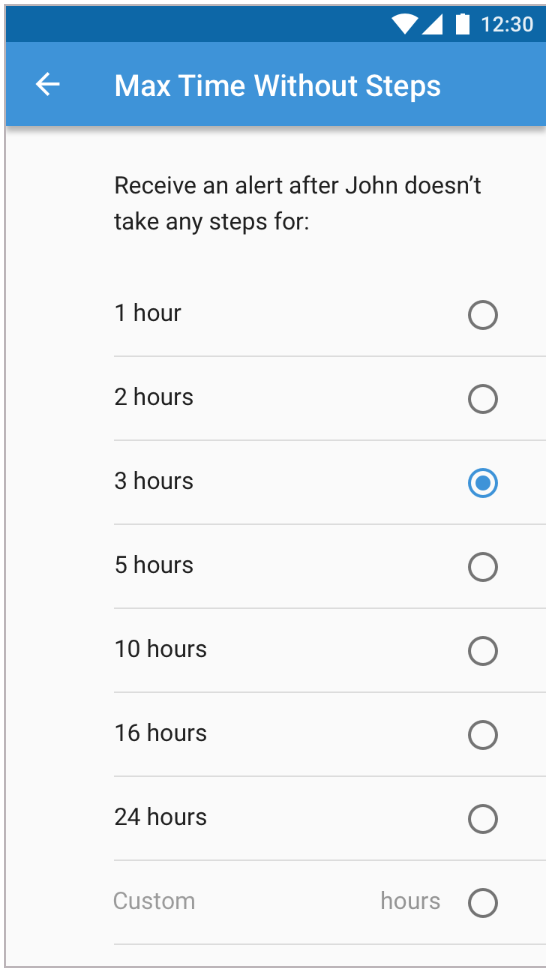 12:30
Max Time Without Steps
Receive an alert after John doesn’t
take any steps for:
1 hour
2 hours
3 hours
5 hours
10 hours
16 hours
24 hours
Custom hours